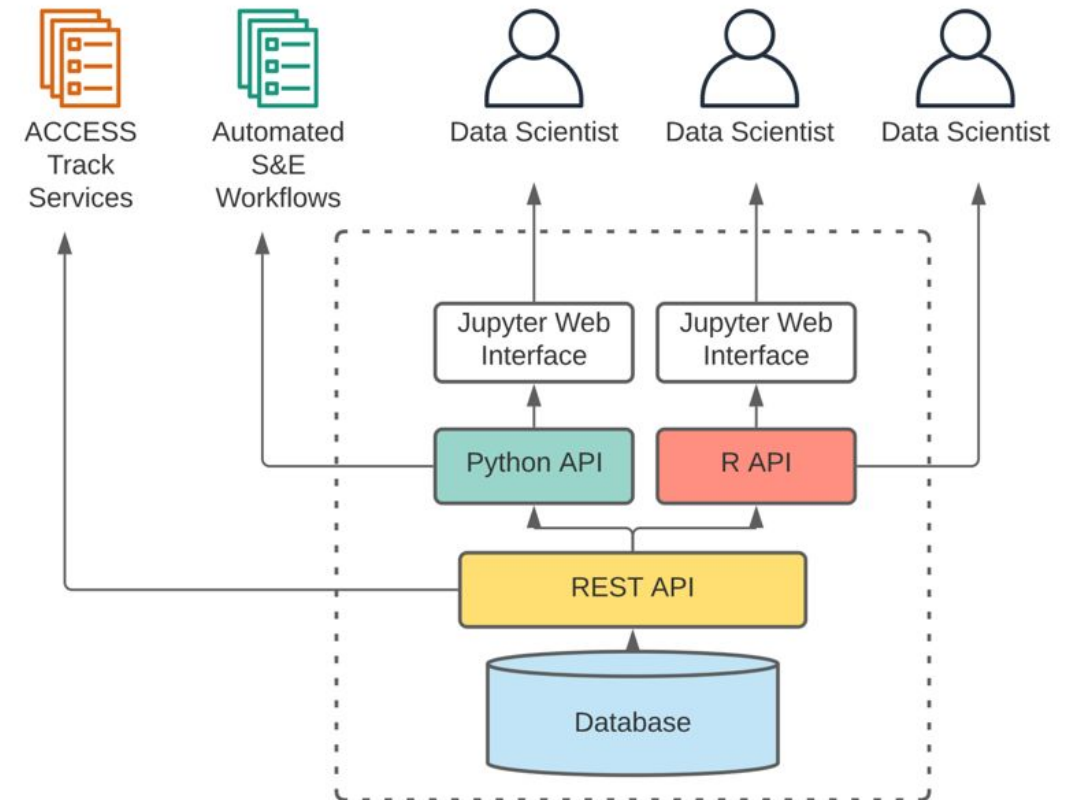 ACCESS
Track
Services
Automated
S&E
Workflows
Data Scientist
Data Scientist
Data Scientist
Jupyter Web
Interface
Jupyter Web
Interface
Python API
R API
REST API
Database